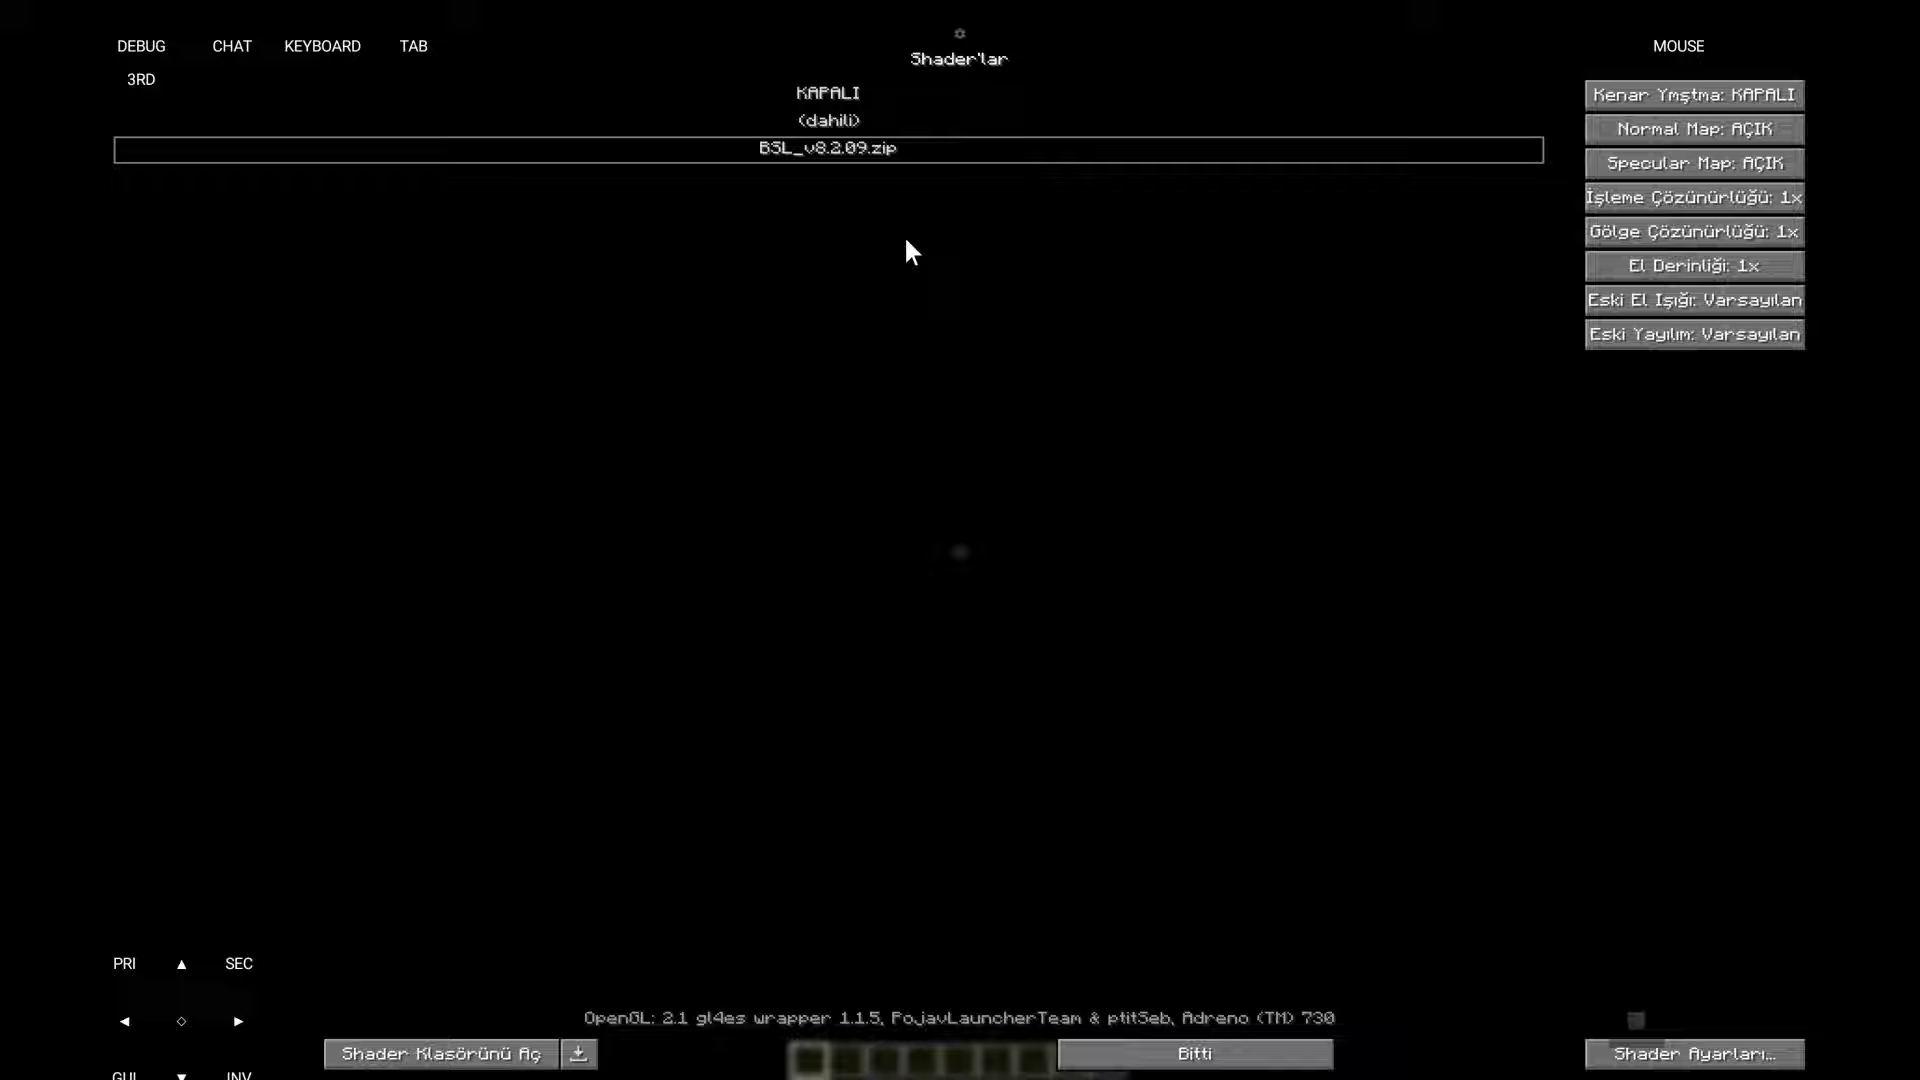 DEBUG CHAT KEYBOARD TAB MOUSE
3RD
Shader'lar
KAPALI
(dahili)
BSL_v8.2.09.zip
Kenar Ymştma: KAPALI
Normal Map: AÇIK
Specular Map: AÇIK
İşleme Çözünürlüğü: 1x
Gölge Çözünürlüğü: 1x
El Derinliği: 1x
Eski El Işığı: Varsayılan
Eski Yayılım: Varsayılan
PRI ▲ SEC
◄ ◇ ►
OpenGL: 2.1 gl4es wrapper 1.1.5, PojavLauncherTeam & ptitSeb, Adreno (TM) 730
Shader Klasörünü Aç Bitti Shader Ayarları...
GUI ▼ INV